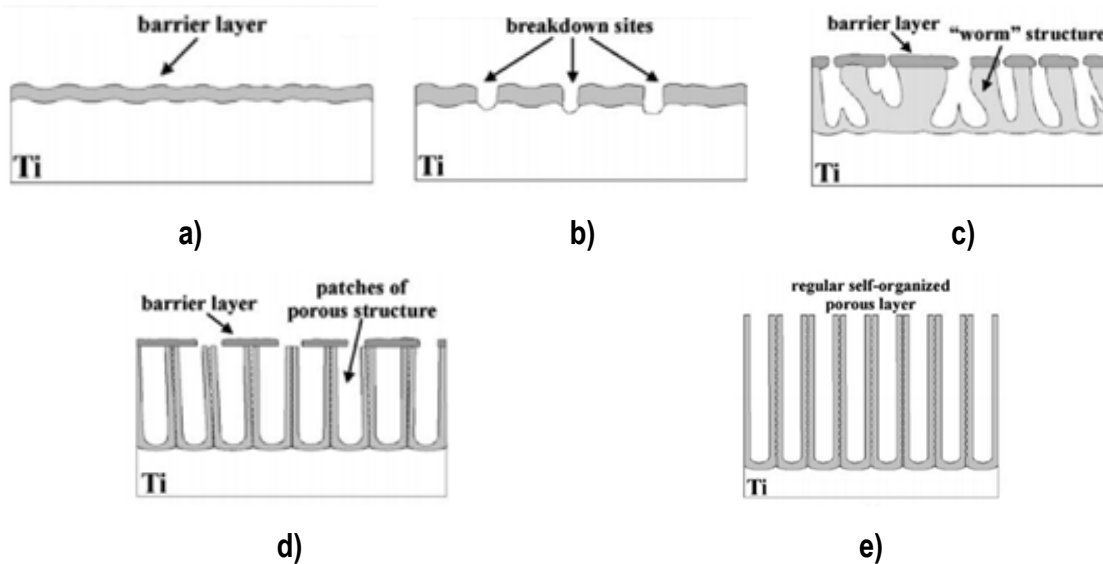 barrier layer
Ti
a)
breakdown sites
Ti
b)
barrier layer
“worm” structure
Ti
c)
barrier layer
patches of
porous structure
Ti
d)
regular self-organized
porous layer
Ti
e)